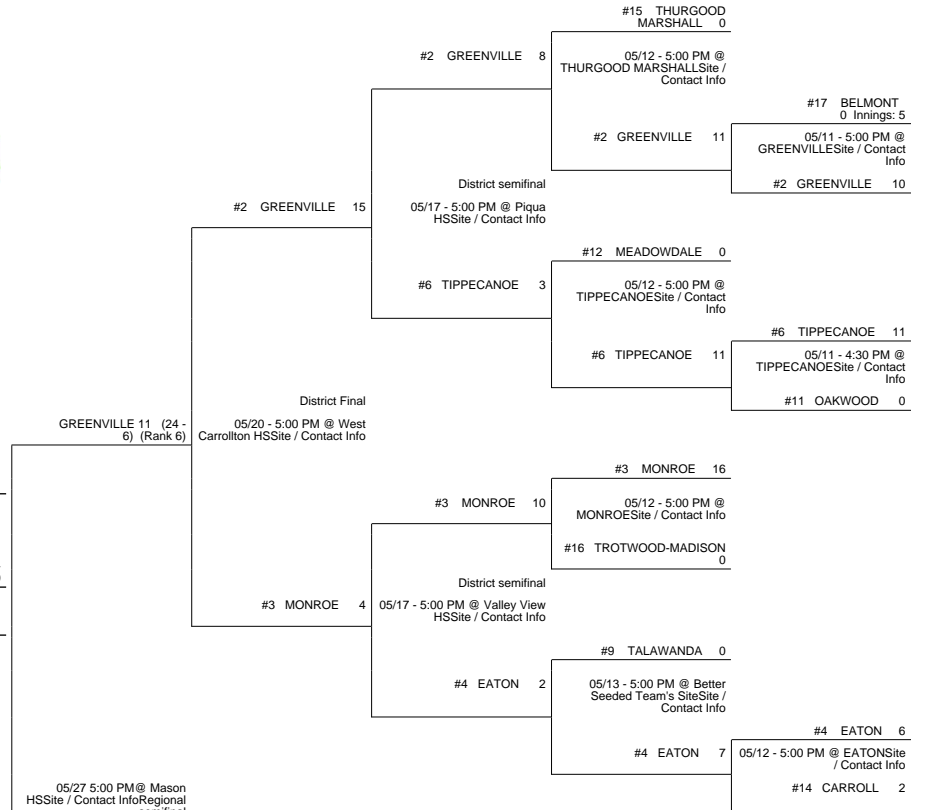 #15 THURGOOD
MARSHALL 0
#2 GREENVILLE 8
05/12 - 5:00 PM @
THURGOOD MARSHALLSite /
Contact Info
#17 BELMONT
0 Innings: 5
#2 GREENVILLE 11
05/11 - 5:00 PM @
GREENVILLESite / Contact
Info
#2 GREENVILLE 10
District semifinal
#2 GREENVILLE 15
05/17 - 5:00 PM @ Piqua
HSSite / Contact Info
#12 MEADOWDALE 0
#6 TIPPECANOE 3
05/12 - 5:00 PM @
TIPPECANOESite / Contact
Info
#6 TIPPECANOE 11
#6 TIPPECANOE 11
05/11 - 4:30 PM @
TIPPECANOESite / Contact
Info
#11 OAKWOOD 0
District Final
GREENVILLE 11 (24 -
6) (Rank 6)
05/20 - 5:00 PM @ West
Carrollton HSSite / Contact Info
#3 MONROE 16
#3 MONROE 10
05/12 - 5:00 PM @
MONROESite / Contact Info
#16 TROTWOOD-MADISON
0
District semifinal
#3 MONROE 4
05/17 - 5:00 PM @ Valley View
HSSite / Contact Info
#9 TALAWANDA 0
#4 EATON 2
05/13 - 5:00 PM @ Better
Seeded Team's SiteSite /
Contact Info
#4 EATON 6
#4 EATON 7
05/12 - 5:00 PM @ EATONSite
/ Contact Info
#14 CARROLL 2
05/27 5:00 PM@ Mason
HSSite / Contact InfoRegional
semifinal